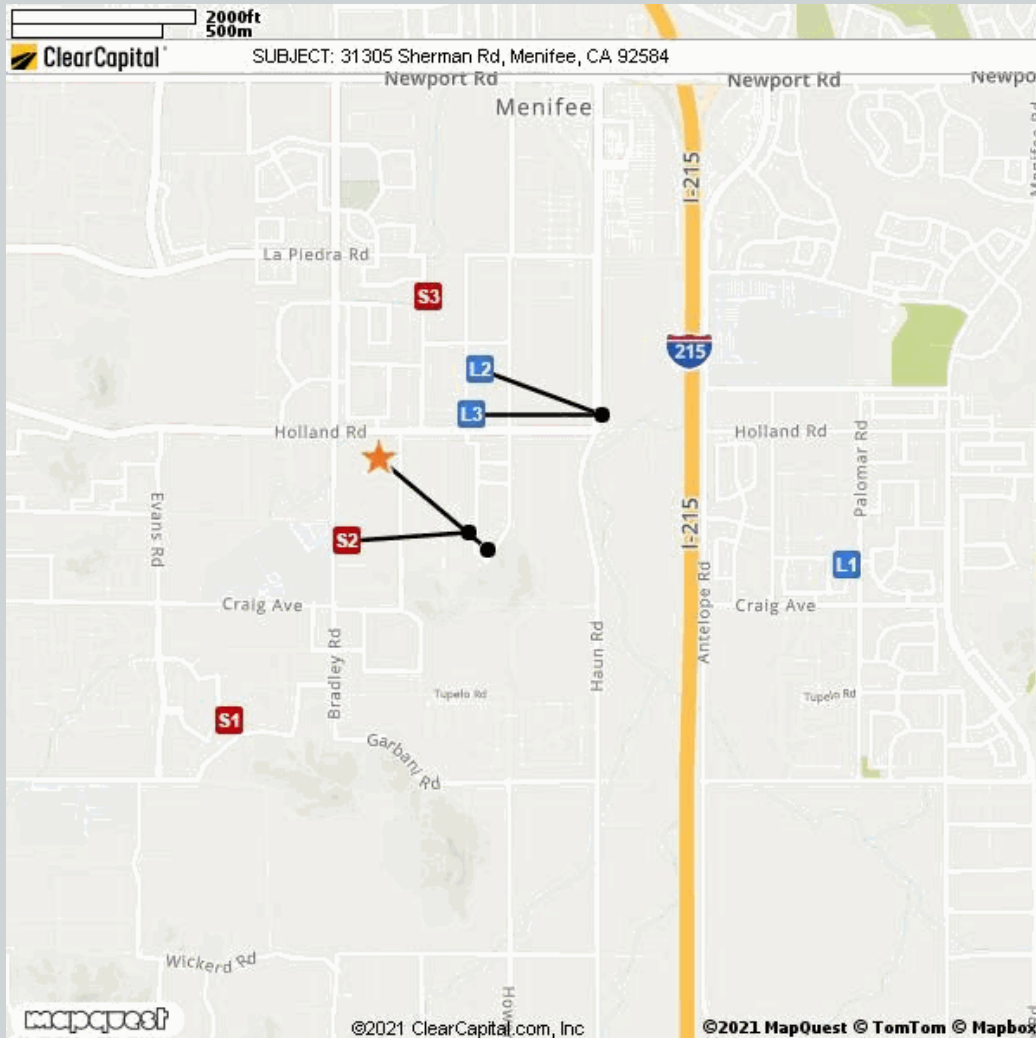 2000ft
500m
ClearCapital
SUBJECT: 31305 Sherman Rd, Menifee, CA 92584
Newport Rd
Newport Rd
Newpo
Menifee
I-215
La Piedra Rd
S3
215
L2
L3
Holland Rd
Holland Rd
Palomar Rd
Evans Rd
S2
I-215
L1
Craig Ave
Craig Ave
Antelope Rd
Haun Rd
Bradley Rd
Tupelo Rd
Tupelo Rd
S1
Garbani Rd
Wickerd Rd
How
mapquest
©2021 ClearCapital.com, Inc
©2021 MapQuest © TomTom © Mapbox